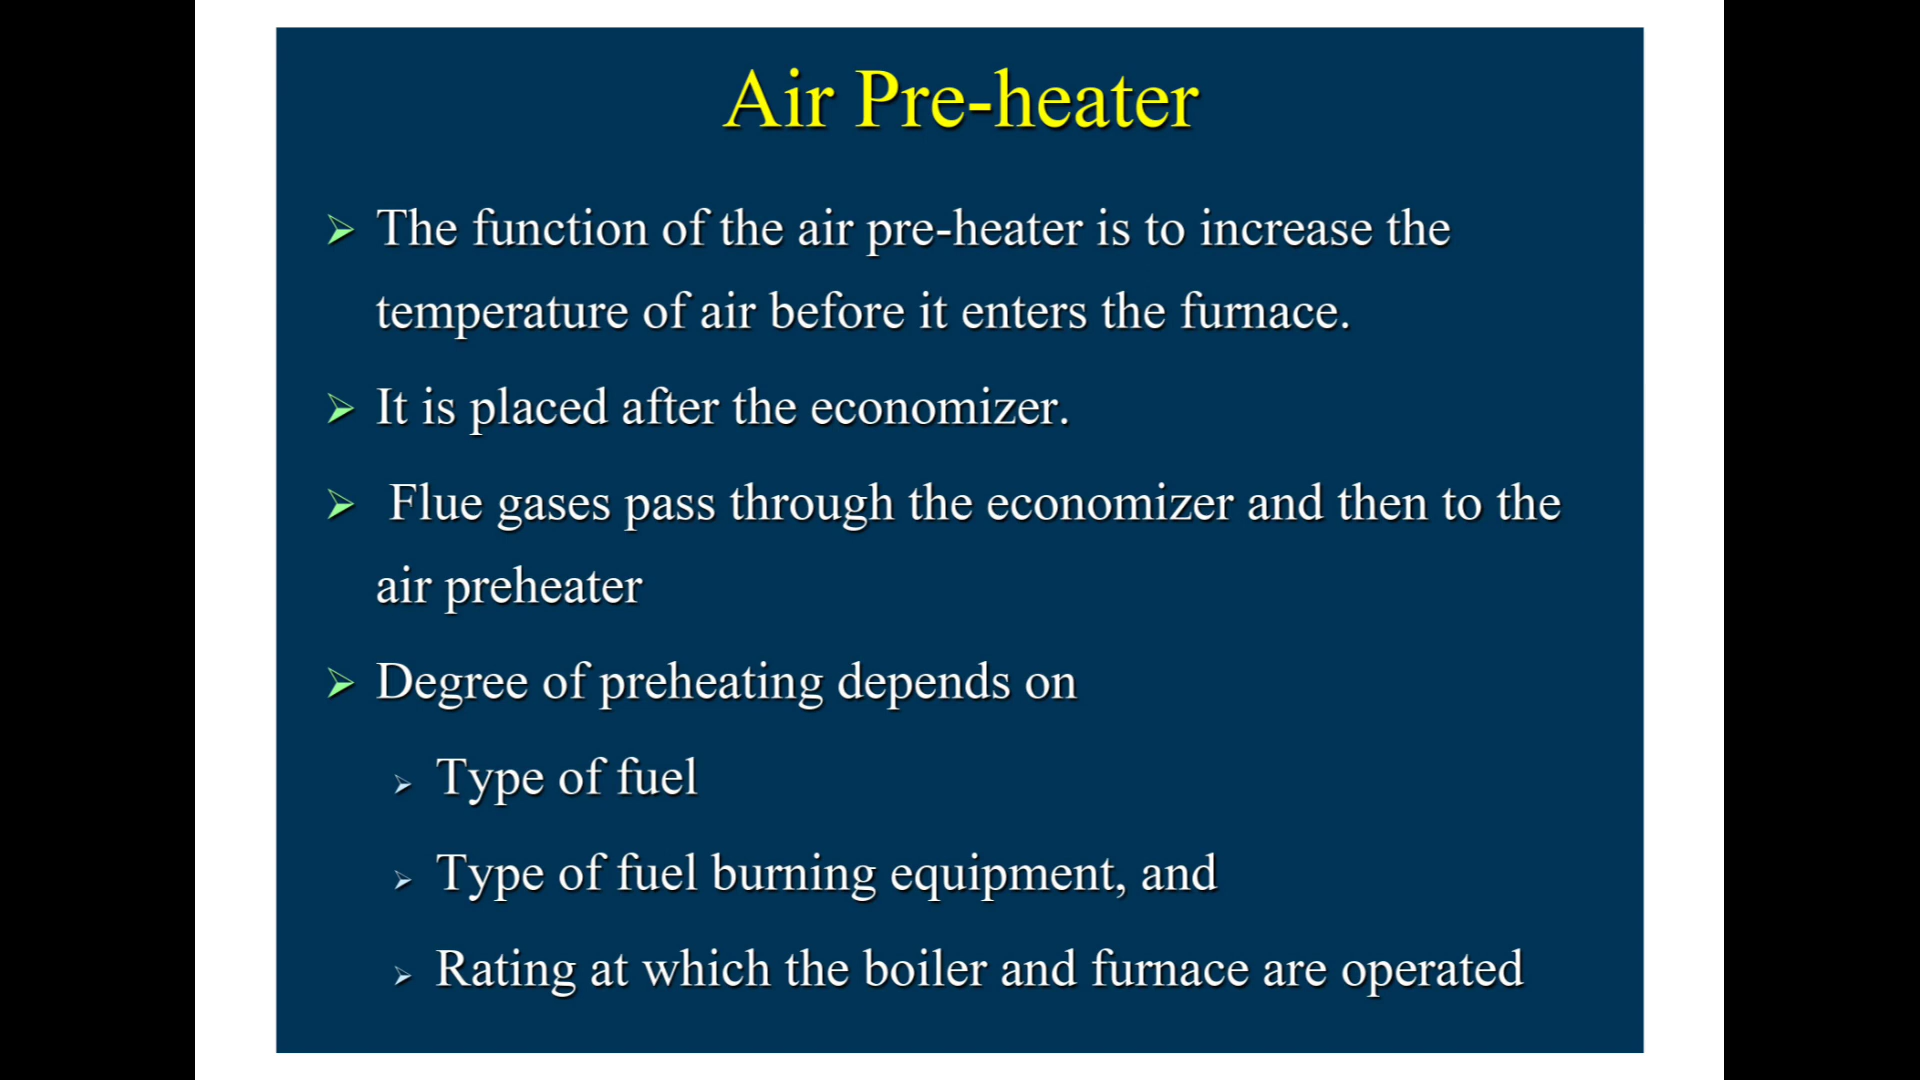 Air Pre-heater
The function of the air pre-heater is to increase the
temperature of air before it enters the furnace.
It is placed after the economizer.
Flue gases pass through the economizer and then to the
air preheater
Degree of preheating depends on
Type of fuel
Type of fuel burning equipment, and
Rating at which the boiler and furnace are operated